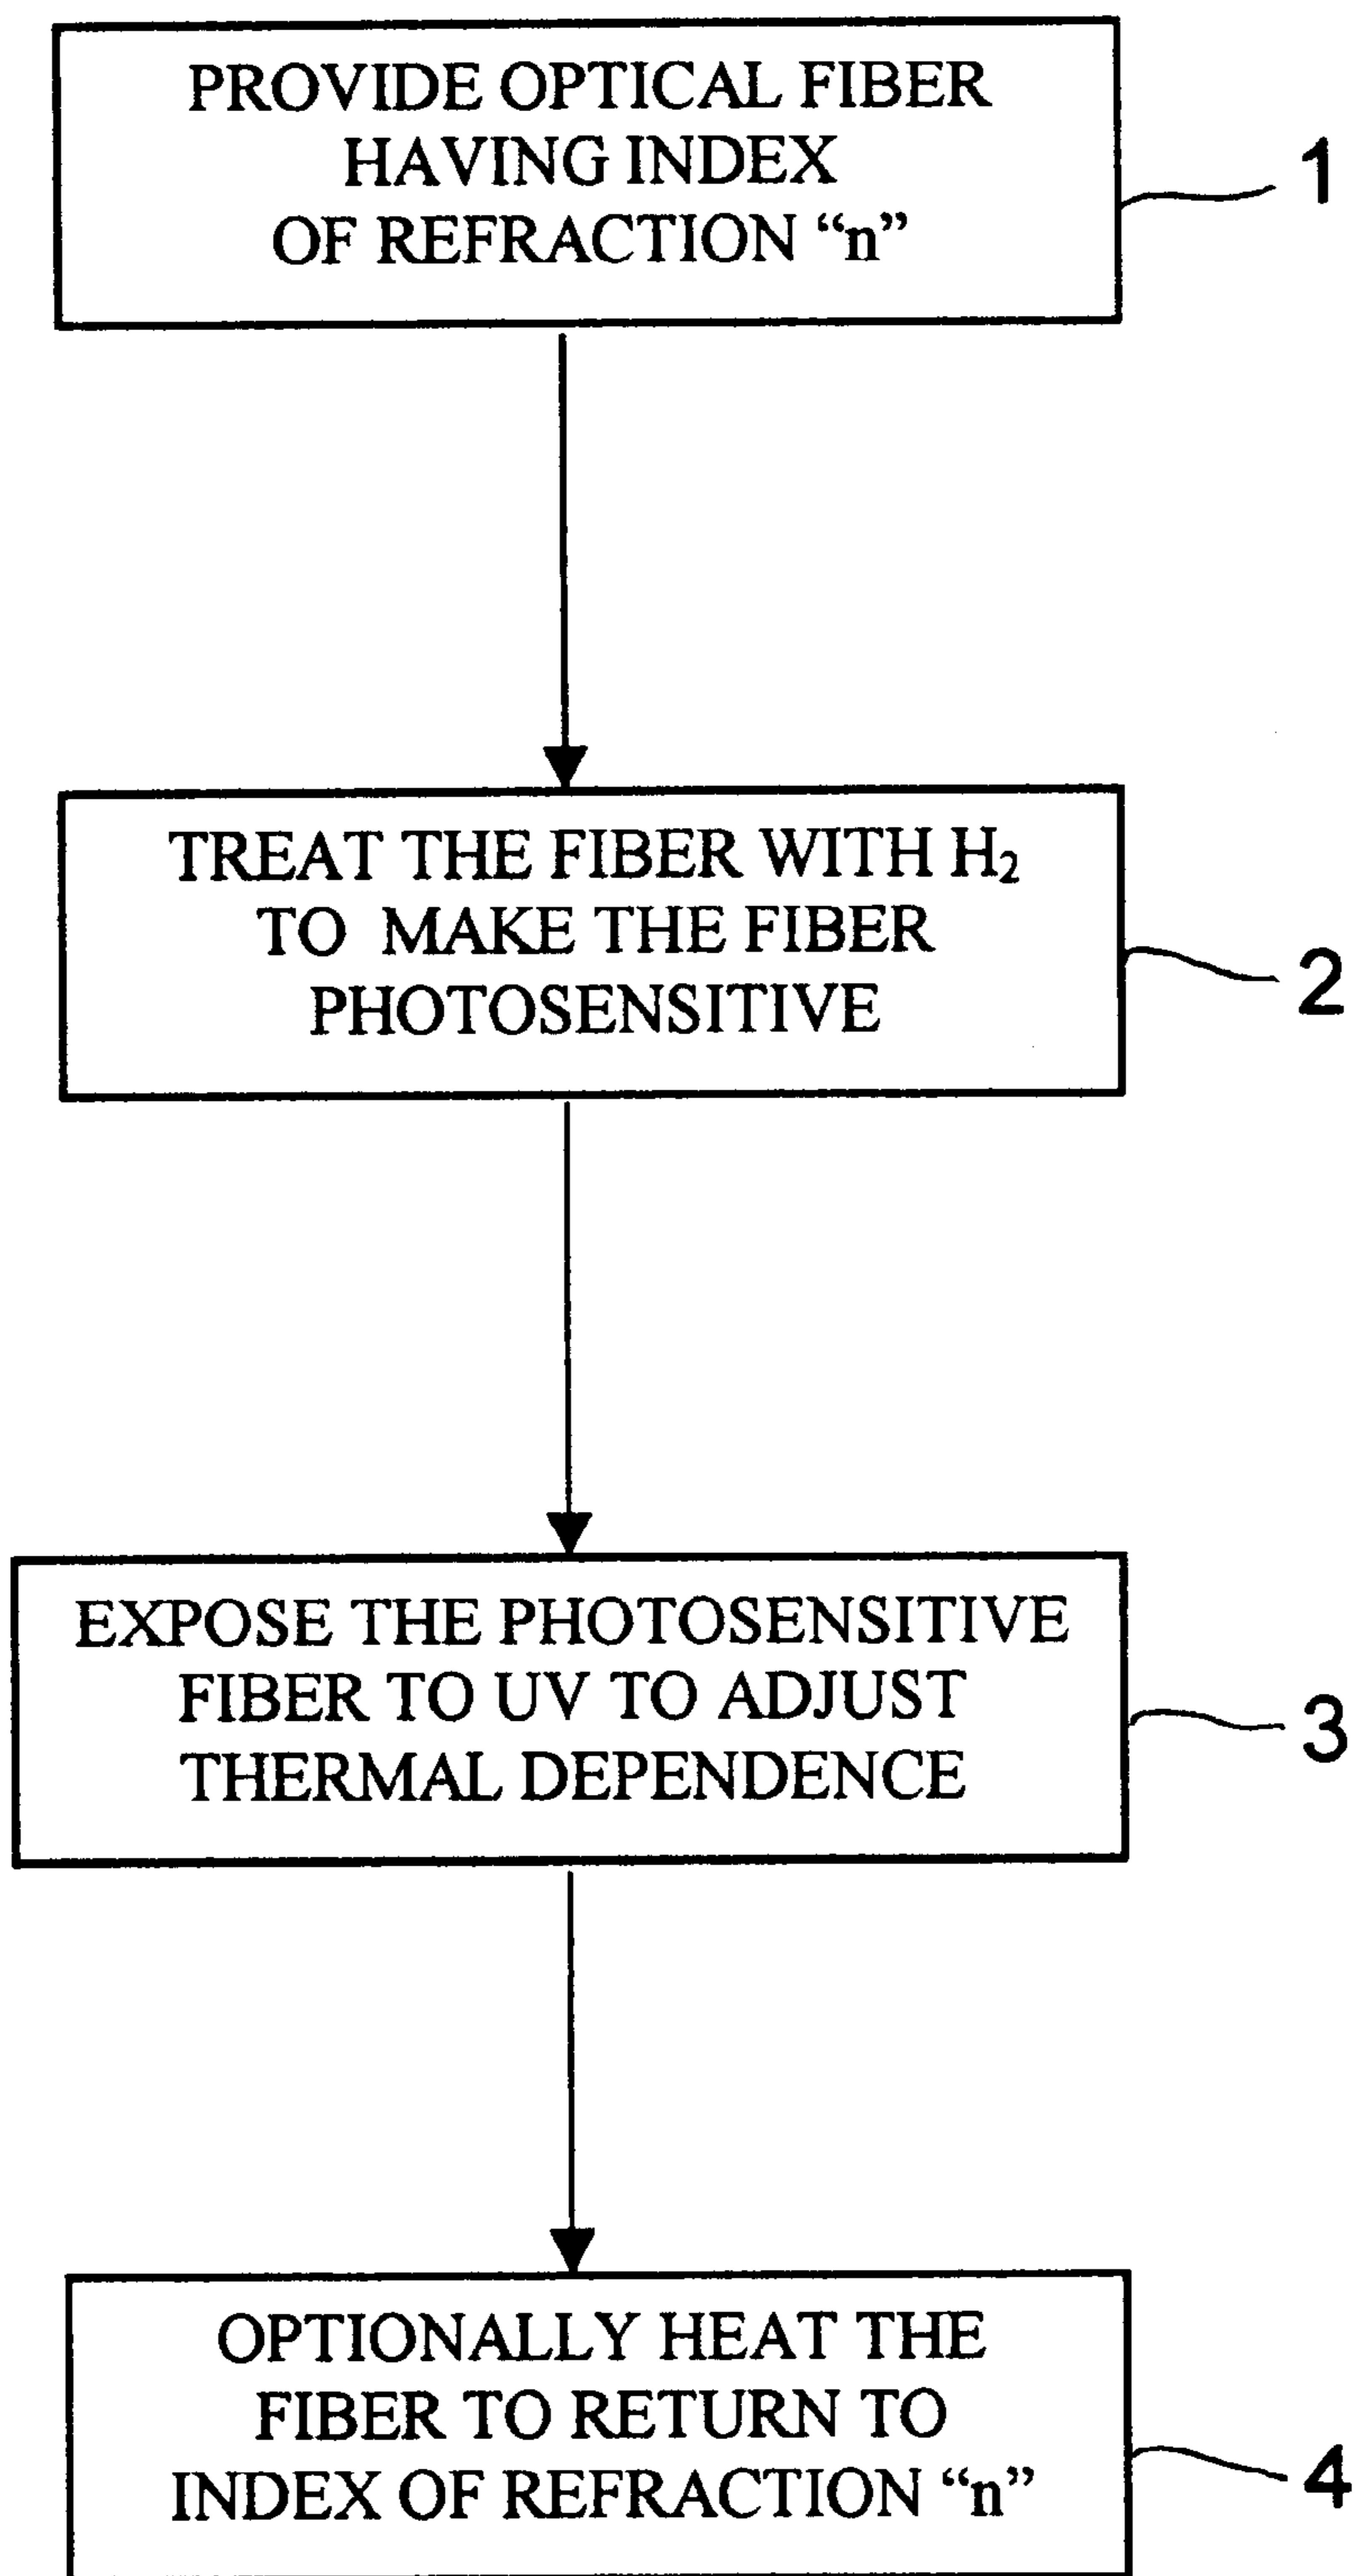 PROVIDE OPTICAL FIBER
HAVING INDEX
OF REFRACTION “n”
1
TREAT THE FIBER WITH H₂
TO MAKE THE FIBER
PHOTOSENSITIVE
2
EXPOSE THE PHOTOSENSITIVE
FIBER TO UV TO ADJUST
THERMAL DEPENDENCE
3
OPTIONALLY HEAT THE
FIBER TO RETURN TO
INDEX OF REFRACTION “n”
4